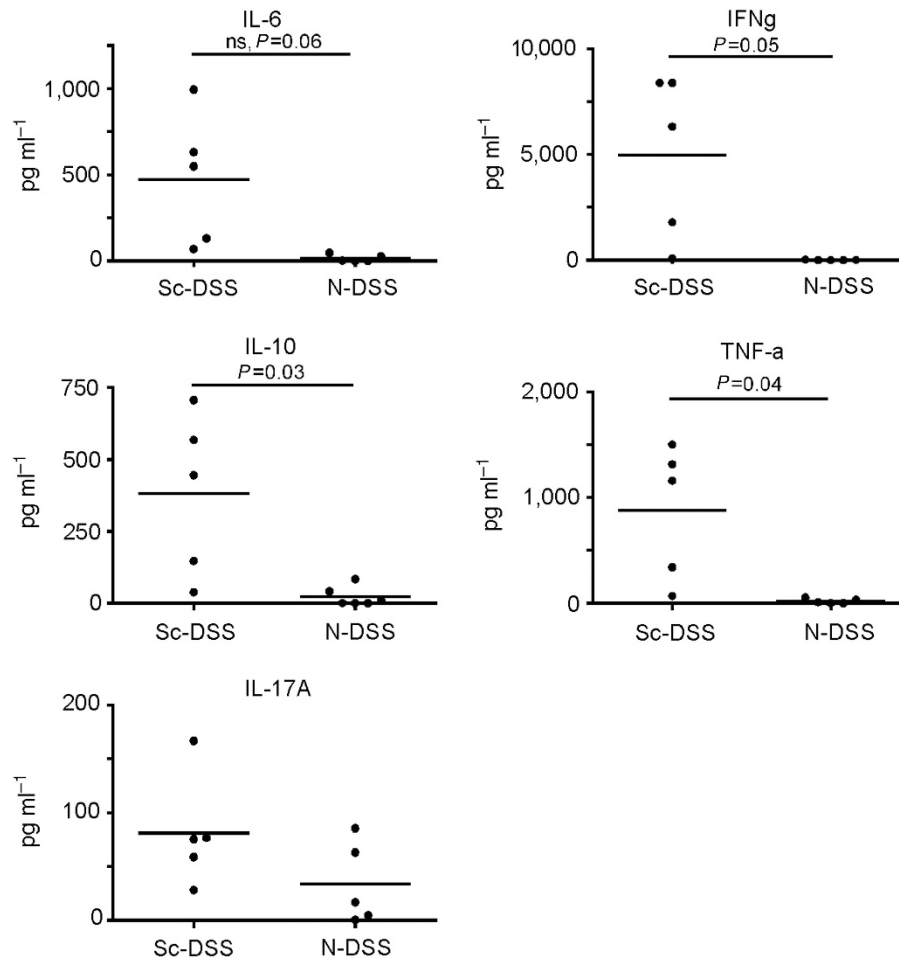 IL-6
ns, P=0.06
1,000
500
0
pg ml⁻¹
Sc-DSS N-DSS
IFNg
P=0.05
10,000
5,000
0
pg ml⁻¹
Sc-DSS N-DSS
IL-10
P=0.03
750
500
250
0
pg ml⁻¹
Sc-DSS N-DSS
TNF-a
P=0.04
2,000
1,000
0
pg ml⁻¹
Sc-DSS N-DSS
IL-17A
200
100
0
pg ml⁻¹
Sc-DSS N-DSS